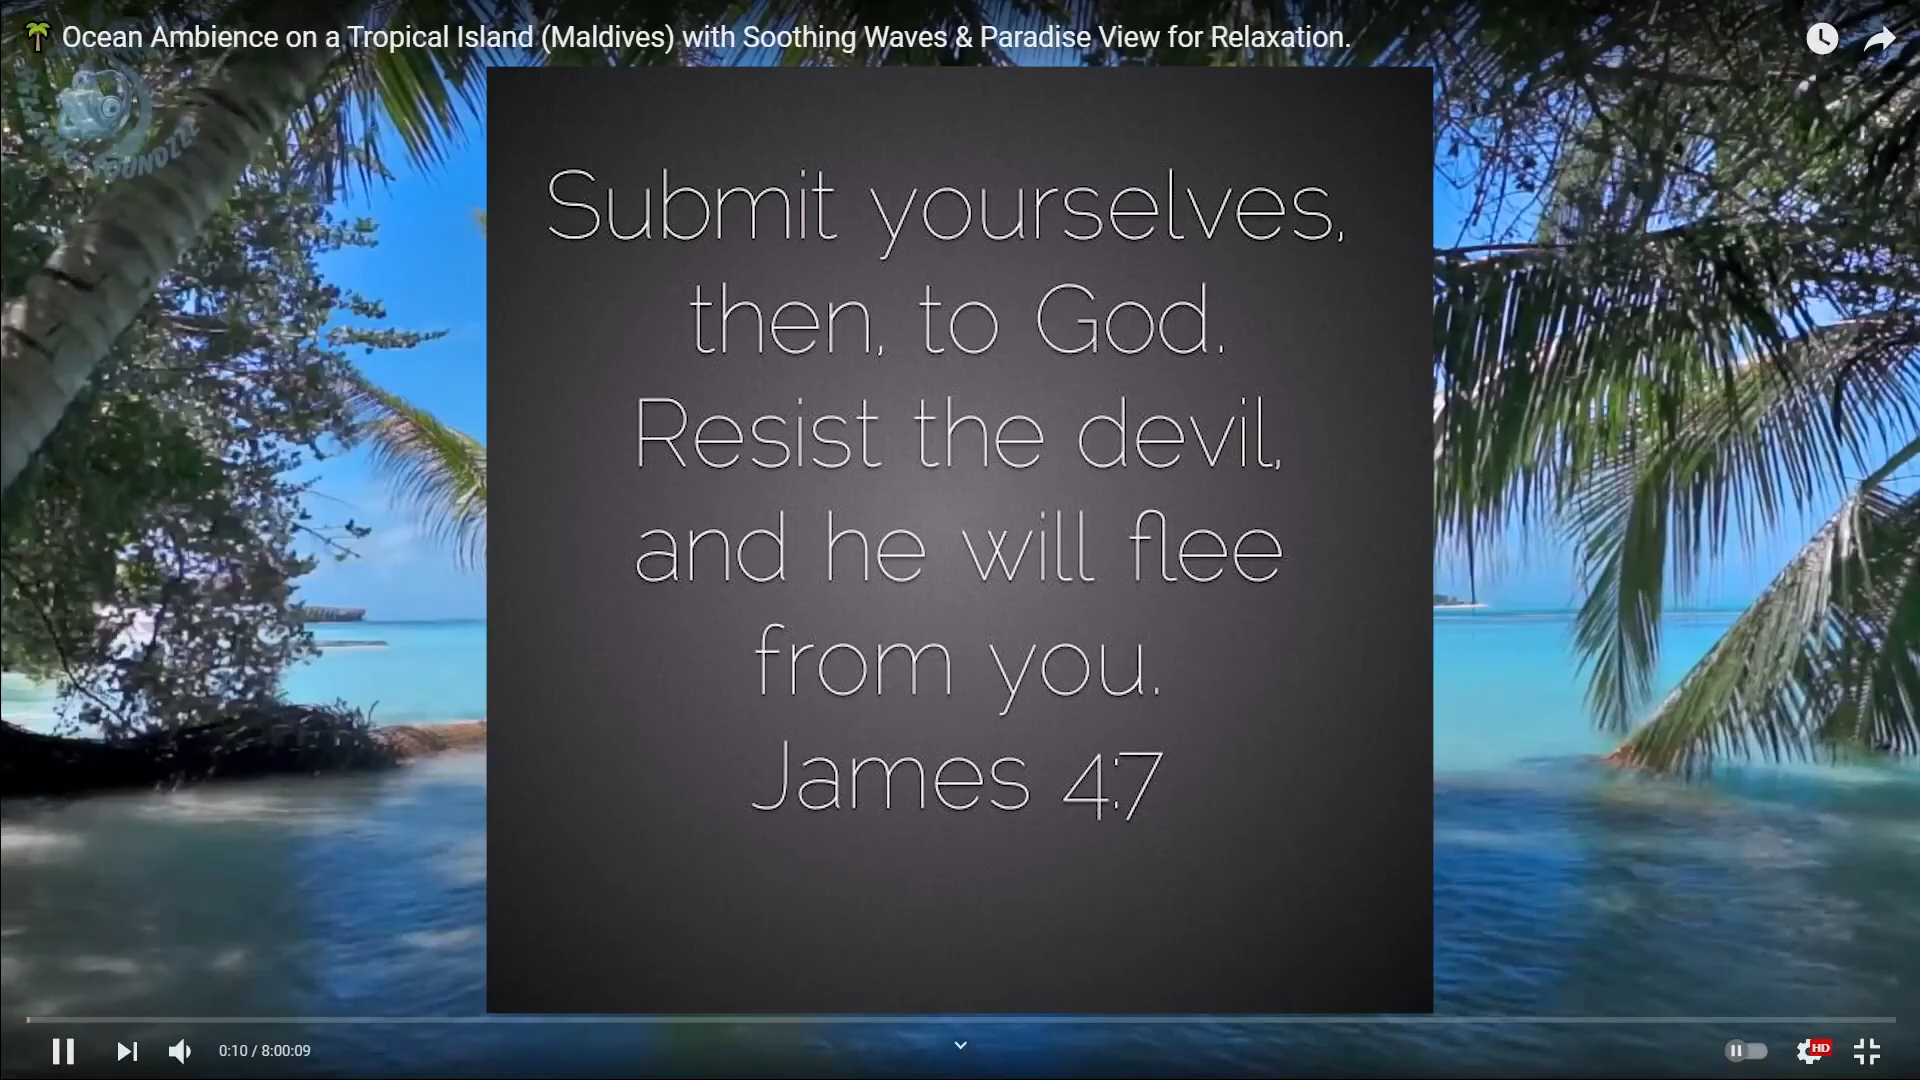 Ocean Ambience on a Tropical Island (Maldives) with Soothing Waves & Paradise View for Relaxation.
Submit yourselves,
then, to God.
Resist the devil,
and he will flee
from you.
James 4:7
0:10 / 8:00:09
HD